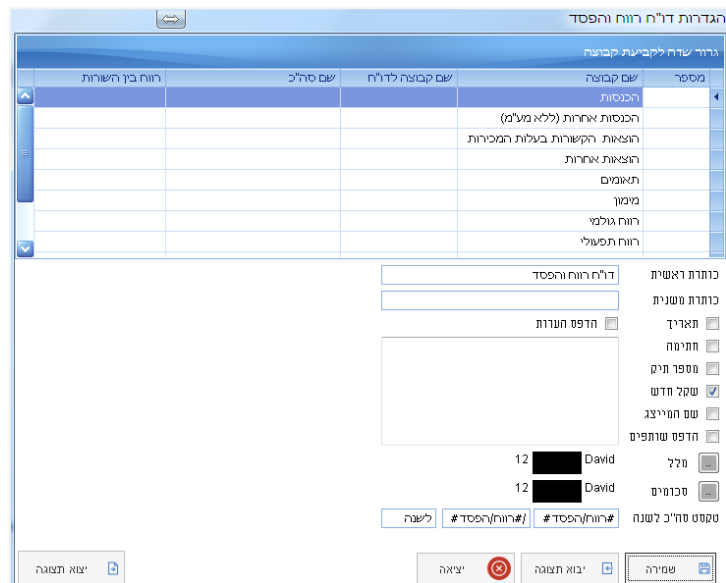 הגדרות דו"ח רווח והפסד
גרור שדה לקביעת קבוצה
מספר שם קבוצה שם קבוצה לדו"ח שם סה"כ רווח בין השורות
הכנסות
הכנסות אחרות (ללא מע"מ)
הוצאות הקשורות בעלות המכירות
הוצאות אחרות
תאומים
מימון
רווח גולמי
רווח תפעולי
כותרת ראשית דו"ח רווח והפסד
כותרת משנית
תאריך הדפס הערות
חתימה
מספר תיק
שקל חדש
שם המייצג
הדפס שותפים
מלל .. David 12
סכומים .. David 12
טקסט סה"כ לשנה #רווח/הפסד# /#רווח/הפסד# לשנה
שמירה יבוא תצוגה יציאה יצוא תצוגה